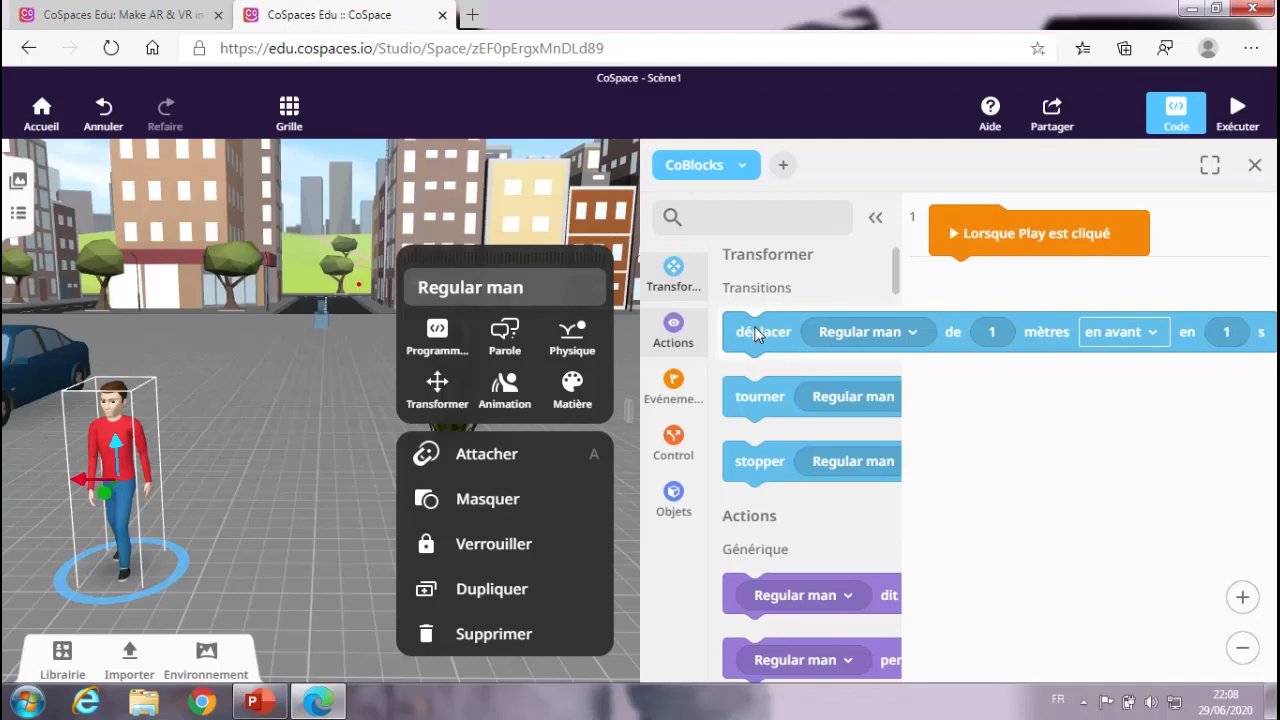 CoSpaces Edu: Make AR & VR in
CoSpaces Edu :: CoSpace
https://edu.cospaces.io/Studio/Space/zEF0pErgxMnDLd89
CoSpace - Scène1
Accueil
Annuler
Refaire
Grille
Aide
Partager
Code
Exécuter
CoBlocks
Transfor...
Actions
Evéneme...
Control
Objets
Transformer
Transitions
déplacer Regular man de 1 mètres en avant en 1 s
tourner Regular man
stopper Regular man
Actions
Générique
Regular man dit
Regular man per
1
Lorsque Play est cliqué
Regular man
Programm...
Parole
Physique
Transformer
Animation
Matière
Attacher A
Masquer
Verrouiller
Dupliquer
Supprimer
Librairie
Importer
Environnement
FR
22:08
29/06/2020